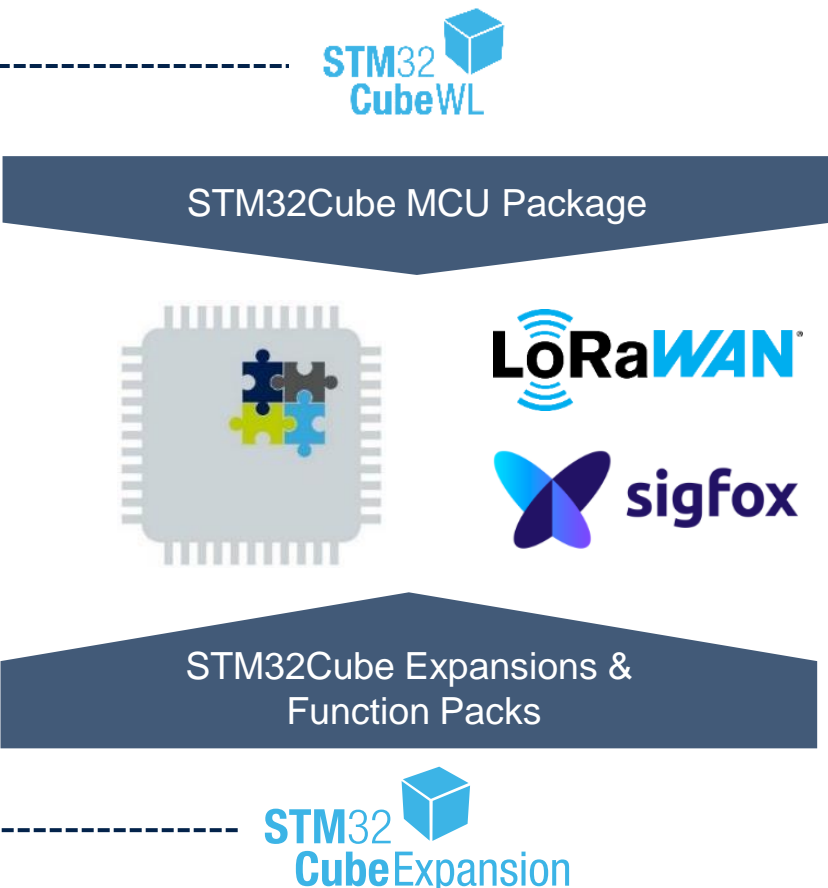 STM32
CubeWL
STM32Cube MCU Package
LoRaWAN®
sigfox
STM32Cube Expansions &
Function Packs
STM32
CubeExpansion